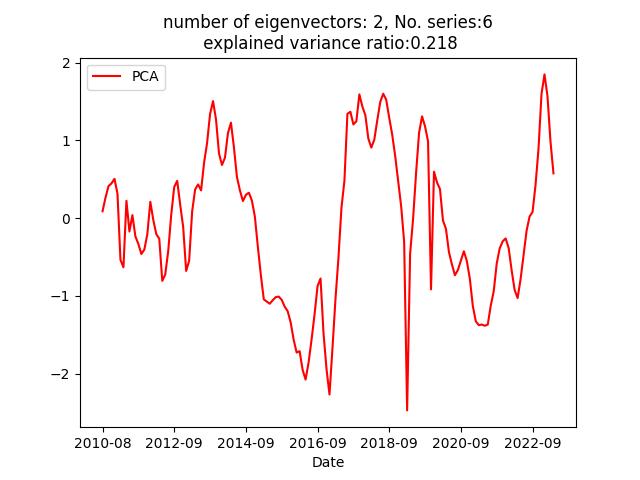 number of eigenvectors: 2, No. series:6
explained variance ratio:0.218
PCA
2
1
0
−1
−2
2010-08 2012-09 2014-09 2016-09 2018-09 2020-09 2022-09
Date